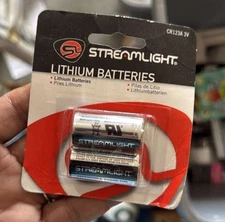 CR123A 3V
STREAMLIGHT
LITHIUM BATTERIES
• Lithium Batteries
• Piles Lithium
• Pilas de Litio
• Lithiumbatterien
STREAMLIGHT
STREAMLIGHT